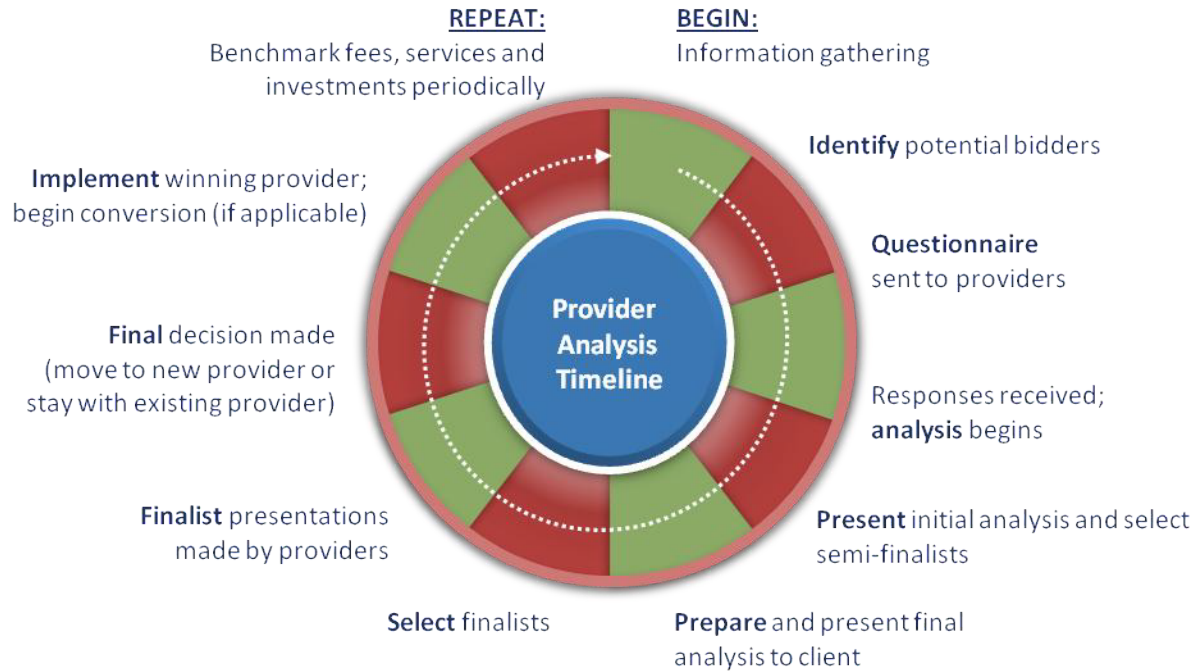 BEGIN:
Information gathering
Identify potential bidders
Questionnaire
sent to providers
Responses received;
analysis begins
Present initial analysis and select
semi-finalists
Prepare and present final
analysis to client
Select finalists
Finalist presentations
made by providers
Final decision made
(move to new provider or
stay with existing provider)
Implement winning provider;
begin conversion (if applicable)
REPEAT:
Benchmark fees, services and
investments periodically
Provider
Analysis
Timeline